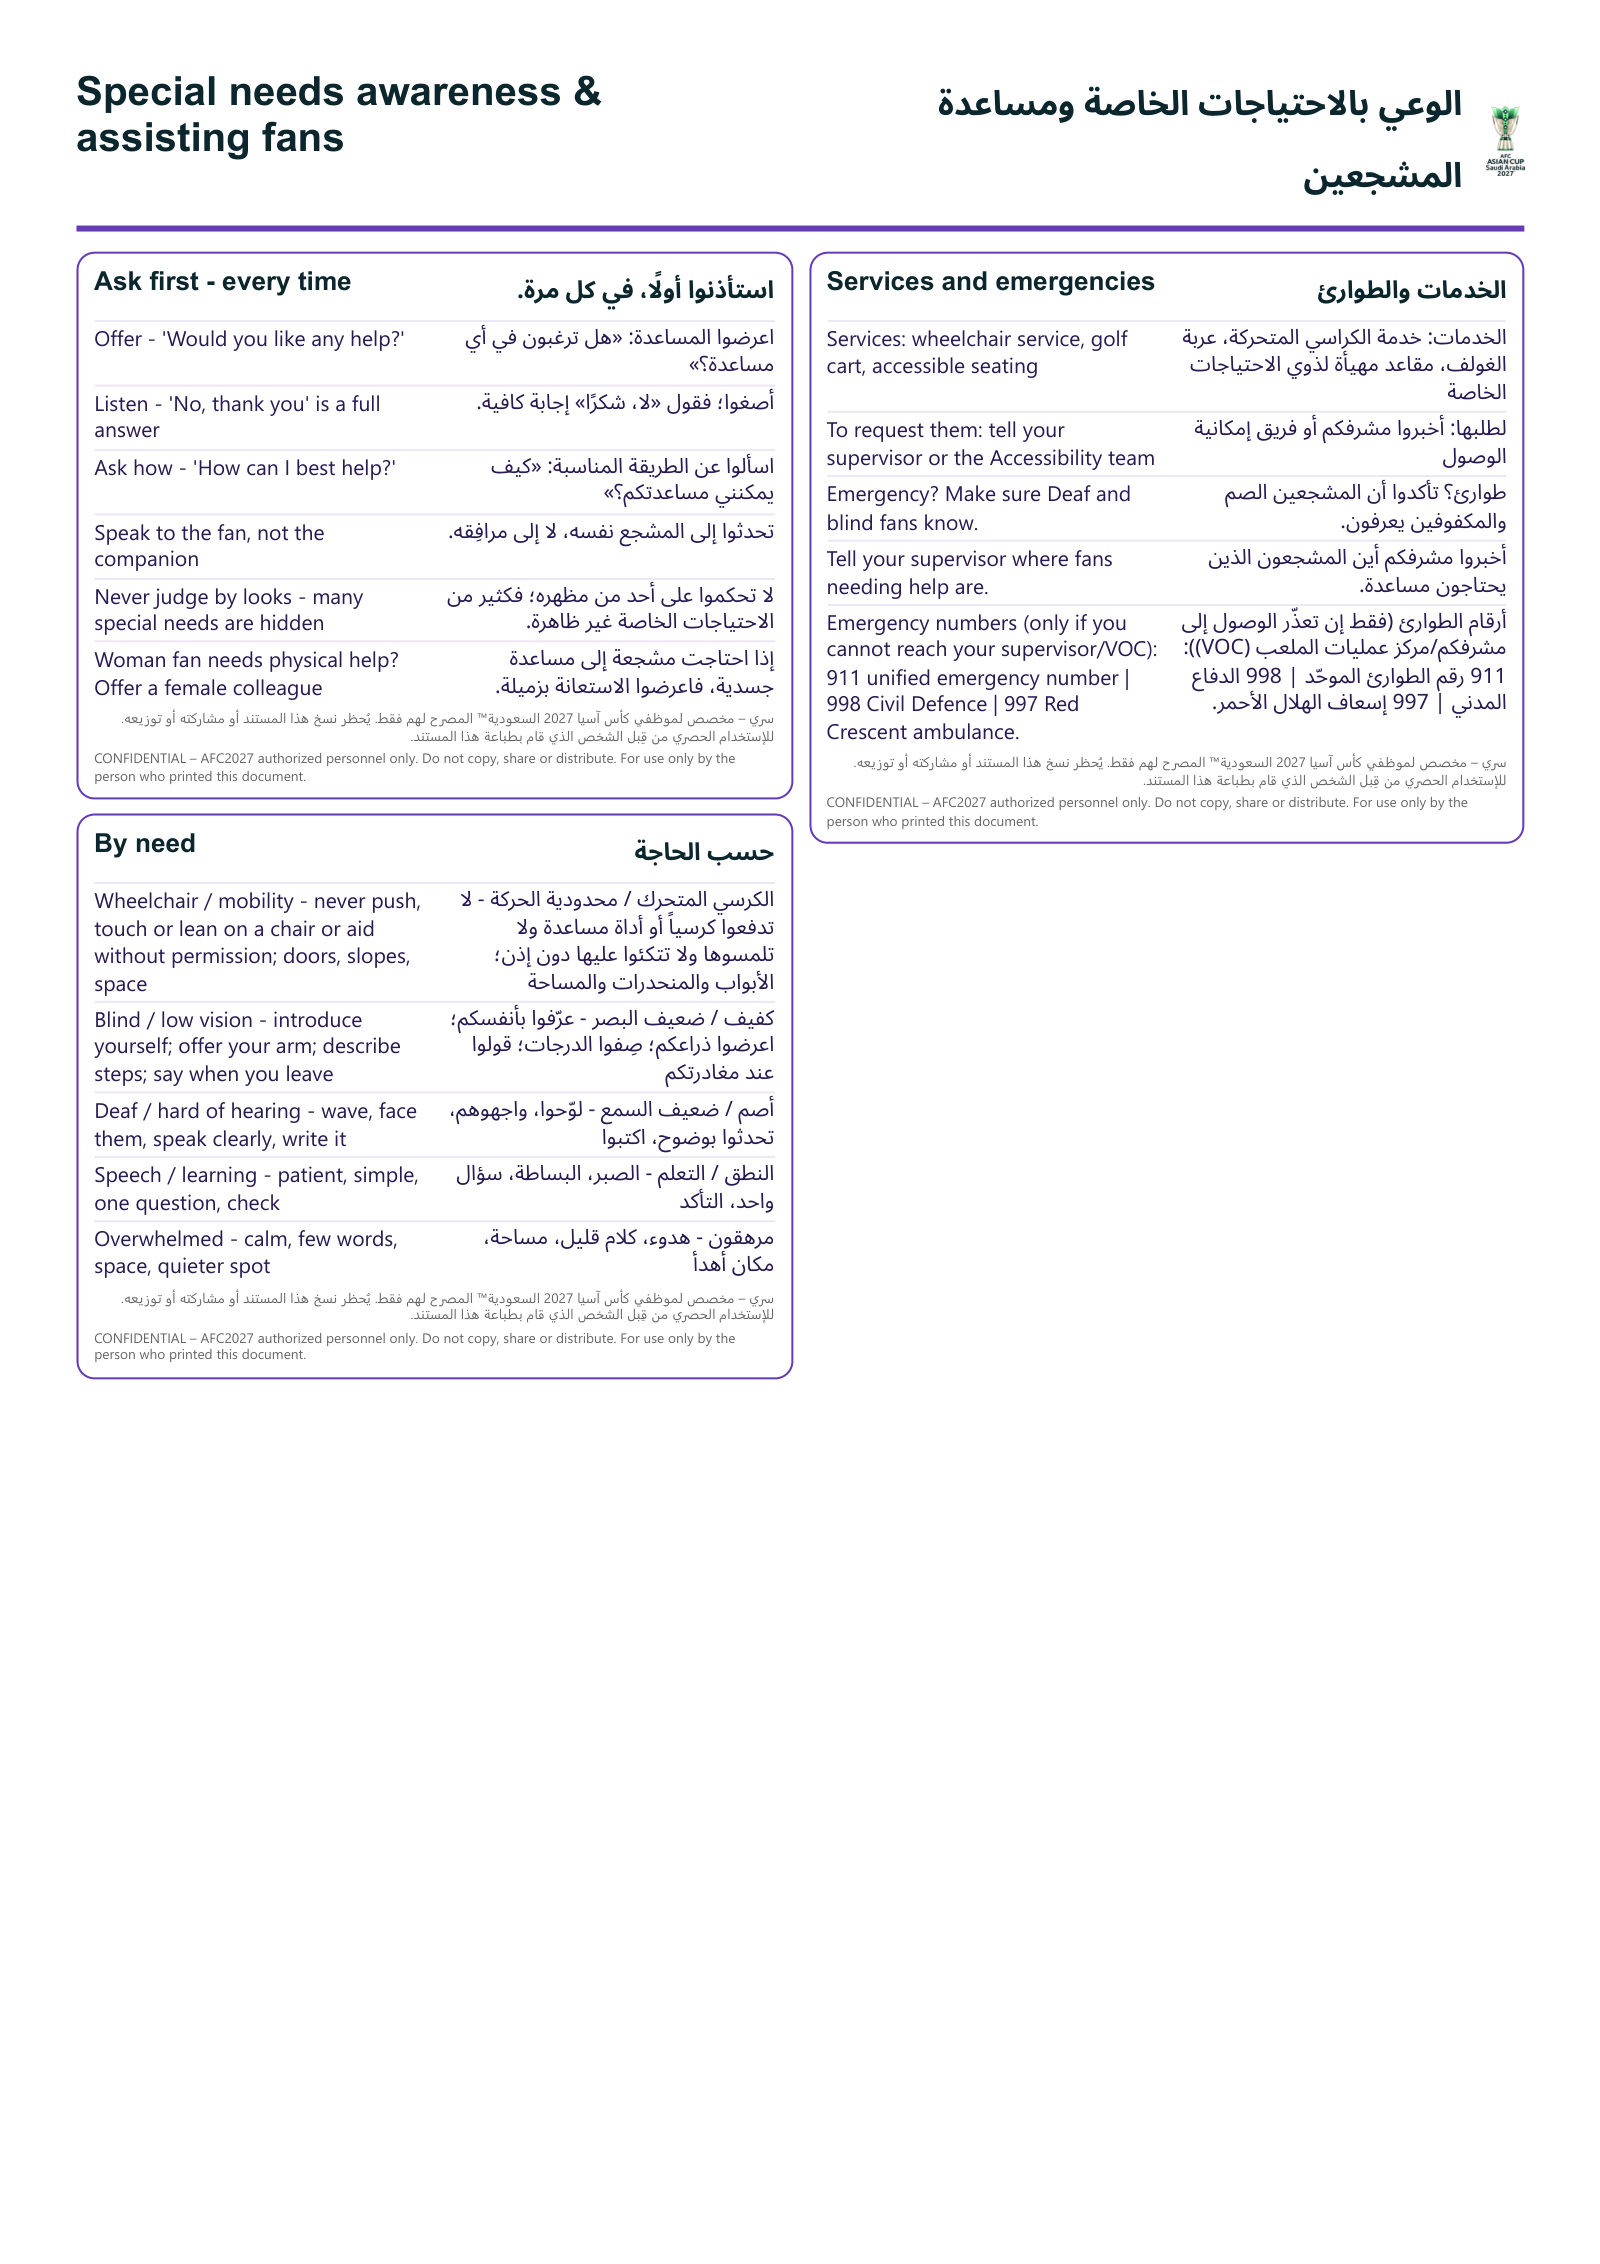 Special needs awareness &
assisting fans
الوعي بالاحتياجات الخاصة ومساعدة
المشجعين
AFC
ASIAN CUP
Saudi Arabia
2027
Ask first - every time
استأذنوا أولًا، في كل مرة.
Offer - 'Would you like any help?'
اعرضوا المساعدة: «هل ترغبون في أي
مساعدة؟»
Listen - 'No, thank you' is a full
answer
أصغوا؛ فقول «لا، شكرًا» إجابة كافية.
Ask how - 'How can I best help?'
اسألوا عن الطريقة المناسبة: «كيف
يمكنني مساعدتكم؟»
Speak to the fan, not the
companion
تحدثوا إلى المشجع نفسه، لا إلى مرافِقه.
Never judge by looks - many
special needs are hidden
لا تحكموا على أحد من مظهره؛ فكثير من
الاحتياجات الخاصة غير ظاهرة.
Woman fan needs physical help?
Offer a female colleague
إذا احتاجت مشجعة إلى مساعدة
جسدية، فاعرضوا الاستعانة بزميلة.
سري – مخصص لموظفي كأس آسيا 2027 السعودية™ المصرح لهم فقط. يُحظر نسخ هذا المستند أو مشاركته أو توزيعه.
للإستخدام الحصري من قِبل الشخص الذي قام بطباعة هذا المستند.
CONFIDENTIAL – AFC2027 authorized personnel only. Do not copy, share or distribute. For use only by the
person who printed this document.
By need
حسب الحاجة
Wheelchair / mobility - never push,
touch or lean on a chair or aid
without permission; doors, slopes,
space
الكرسي المتحرك / محدودية الحركة - لا
تدفعوا كرسياً أو أداة مساعدة ولا
تلمسوها ولا تتكئوا عليها دون إذن؛
الأبواب والمنحدرات والمساحة
Blind / low vision - introduce
yourself; offer your arm; describe
steps; say when you leave
كفيف / ضعيف البصر - عرّفوا بأنفسكم؛
اعرضوا ذراعكم؛ صِفوا الدرجات؛ قولوا
عند مغادرتكم
Deaf / hard of hearing - wave, face
them, speak clearly, write it
أصم / ضعيف السمع - لوّحوا، واجهوهم،
تحدثوا بوضوح، اكتبوا
Speech / learning - patient, simple,
one question, check
النطق / التعلم - الصبر، البساطة، سؤال
واحد، التأكد
Overwhelmed - calm, few words,
space, quieter spot
مرهقون - هدوء، كلام قليل، مساحة،
مكان أهدأ
سري – مخصص لموظفي كأس آسيا 2027 السعودية™ المصرح لهم فقط. يُحظر نسخ هذا المستند أو مشاركته أو توزيعه.
للإستخدام الحصري من قِبل الشخص الذي قام بطباعة هذا المستند.
CONFIDENTIAL – AFC2027 authorized personnel only. Do not copy, share or distribute. For use only by the
person who printed this document.
Services and emergencies
الخدمات والطوارئ
Services: wheelchair service, golf
cart, accessible seating
الخدمات: خدمة الكراسي المتحركة، عربة
الغولف، مقاعد مهيأة لذوي الاحتياجات
الخاصة
To request them: tell your
supervisor or the Accessibility team
لطلبها: أخبروا مشرفكم أو فريق إمكانية
الوصول
Emergency? Make sure Deaf and
blind fans know.
طوارئ؟ تأكدوا أن المشجعين الصم
والمكفوفين يعرفون.
Tell your supervisor where fans
needing help are.
أخبروا مشرفكم أين المشجعون الذين
يحتاجون مساعدة.
Emergency numbers (only if you
cannot reach your supervisor/VOC):
911 unified emergency number |
998 Civil Defence | 997 Red
Crescent ambulance.
أرقام الطوارئ (فقط إن تعذّر الوصول إلى
مشرفكم/مركز عمليات الملعب (VOC)):
911 رقم الطوارئ الموحّد | 998 الدفاع
المدني | 997 إسعاف الهلال الأحمر.
سري – مخصص لموظفي كأس آسيا 2027 السعودية™ المصرح لهم فقط. يُحظر نسخ هذا المستند أو مشاركته أو توزيعه.
للإستخدام الحصري من قِبل الشخص الذي قام بطباعة هذا المستند.
CONFIDENTIAL – AFC2027 authorized personnel only. Do not copy, share or distribute. For use only by the
person who printed this document.